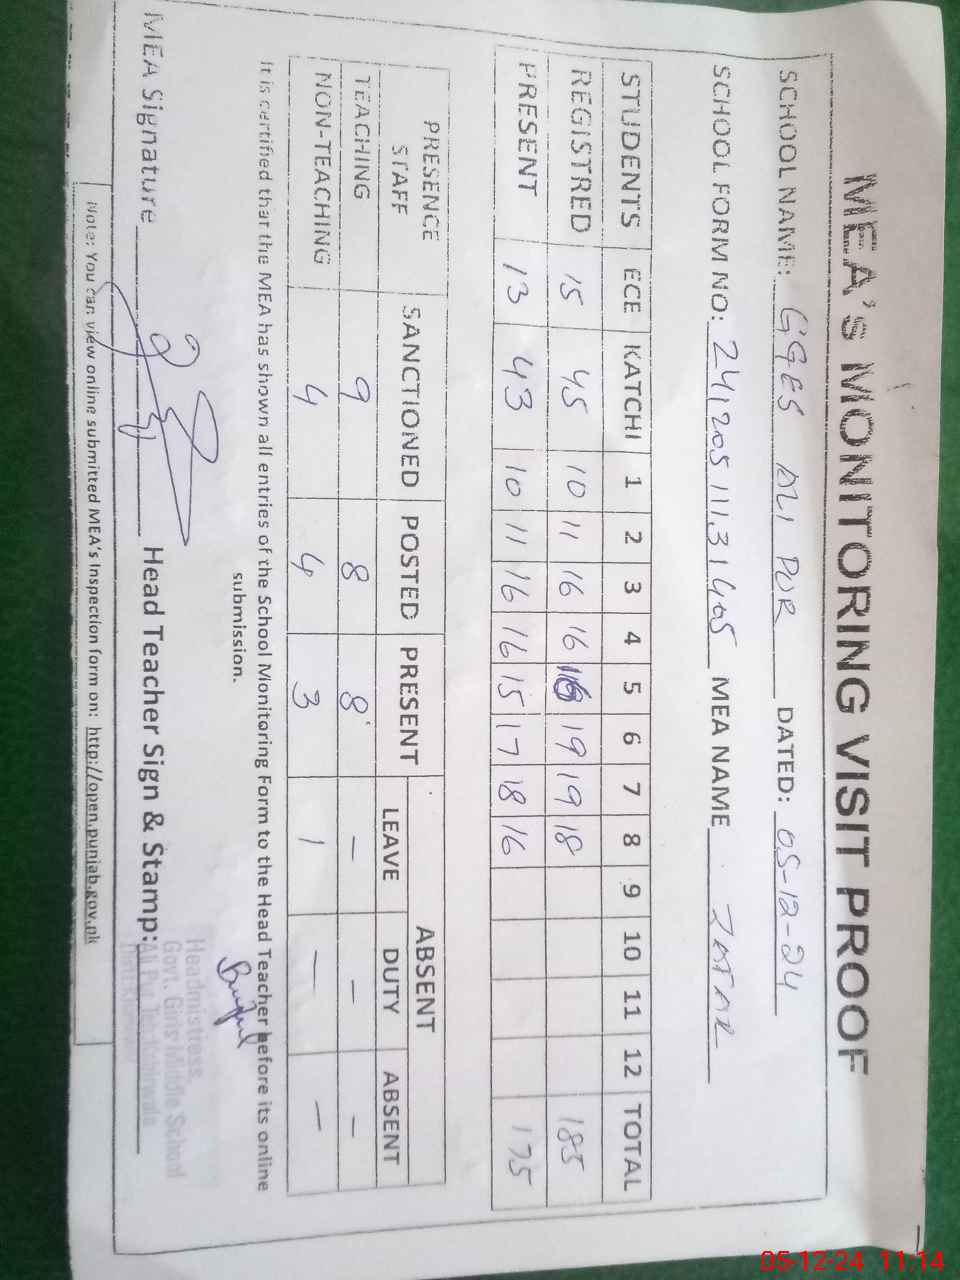 MEA's MONITORING VISIT PROOF
SCHOOL NAME: GGES ALI PUR DATED: 05-12-24
SCHOOL FORM NO: 241205111131405 MEA NAME ZAFAR
STUDENTS ECE KATCHI 1 2 3 4 5 6 7 8 9 10 11 12 TOTAL
REGISTRED 15 45 10 11 16 16 16 19 19 18 185
PRESENT 13 43 10 11 16 16 15 17 18 16 175
PRESENCE STAFF SANCTIONED POSTED PRESENT ABSENT
LEAVE DUTY ABSENT
TEACHING 9 8 8 - - -
NON-TEACHING 4 4 3 1 - -
It is certified that the MEA has shown all entries of the School Monitoring Form to the Head Teacher before its online
submission.
MEA Signature Head Teacher Sign & Stamp:
Headmistress
Govt. Girls Middle School
Ali Pur
Note: You can view online submitted MEA's Inspection form on: http://open.punjab.gov.pk
05-12-24 11:14